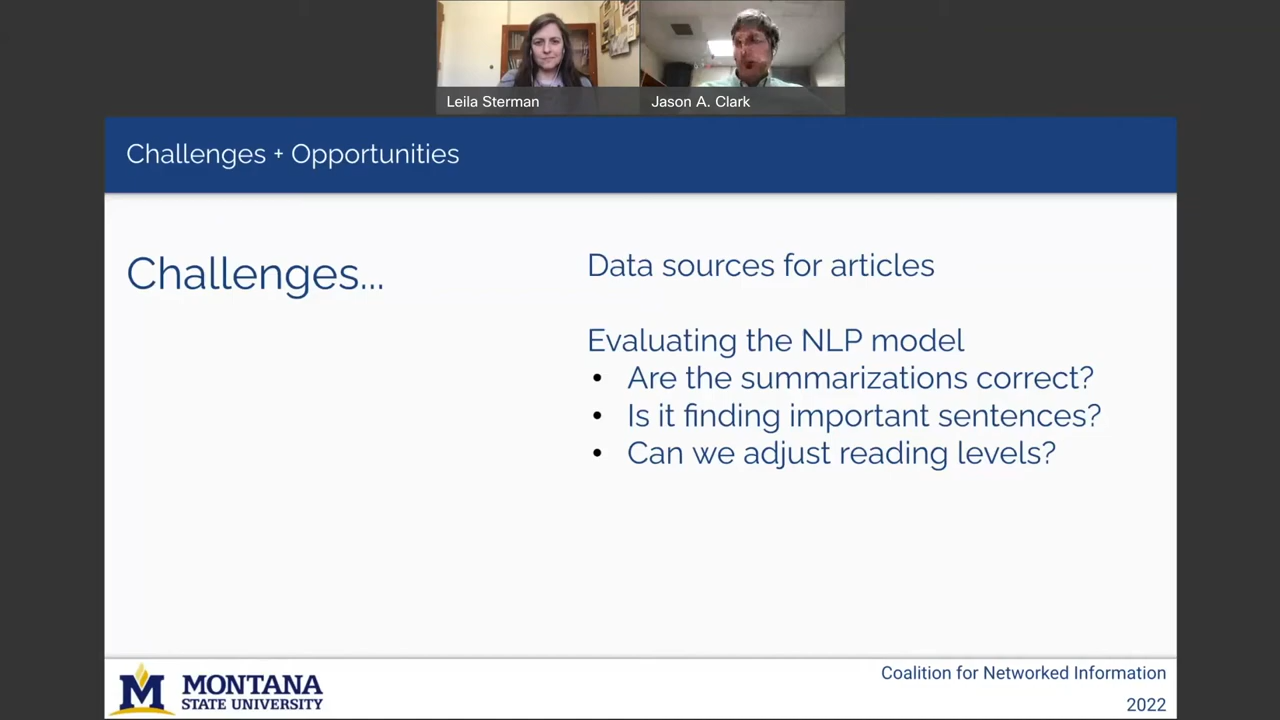 Leila Sterman
Jason A. Clark
Challenges + Opportunities
Challenges...
Data sources for articles
Evaluating the NLP model
• Are the summarizations correct?
• Is it finding important sentences?
• Can we adjust reading levels?
M MONTANA
STATE UNIVERSITY
Coalition for Networked Information
2022